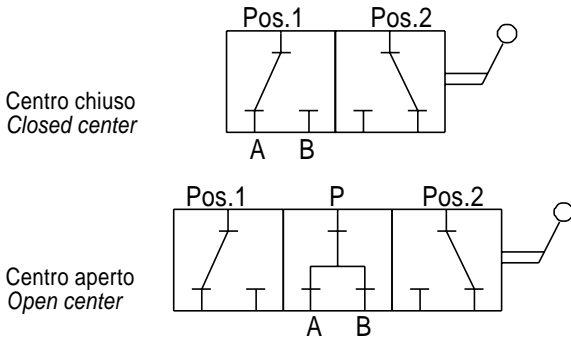 Pos.1 Pos.2
Centro chiuso
Closed center
A B
Pos.1 P Pos.2
Centro aperto
Open center
A B